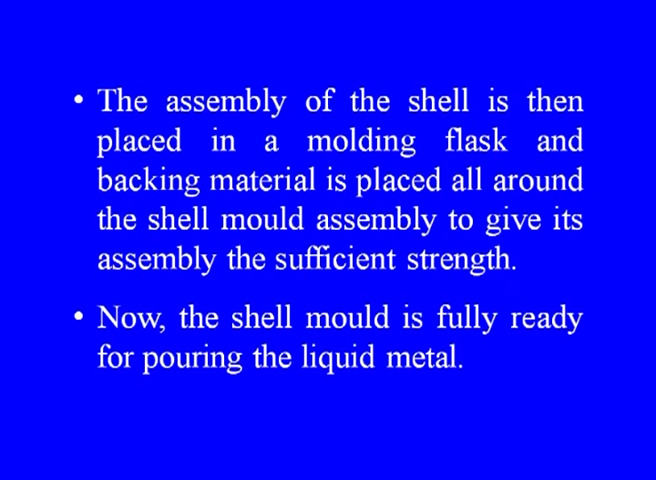 • The assembly of the shell is then
placed in a molding flask and
backing material is placed all around
the shell mould assembly to give its
assembly the sufficient strength.
• Now, the shell mould is fully ready
for pouring the liquid metal.